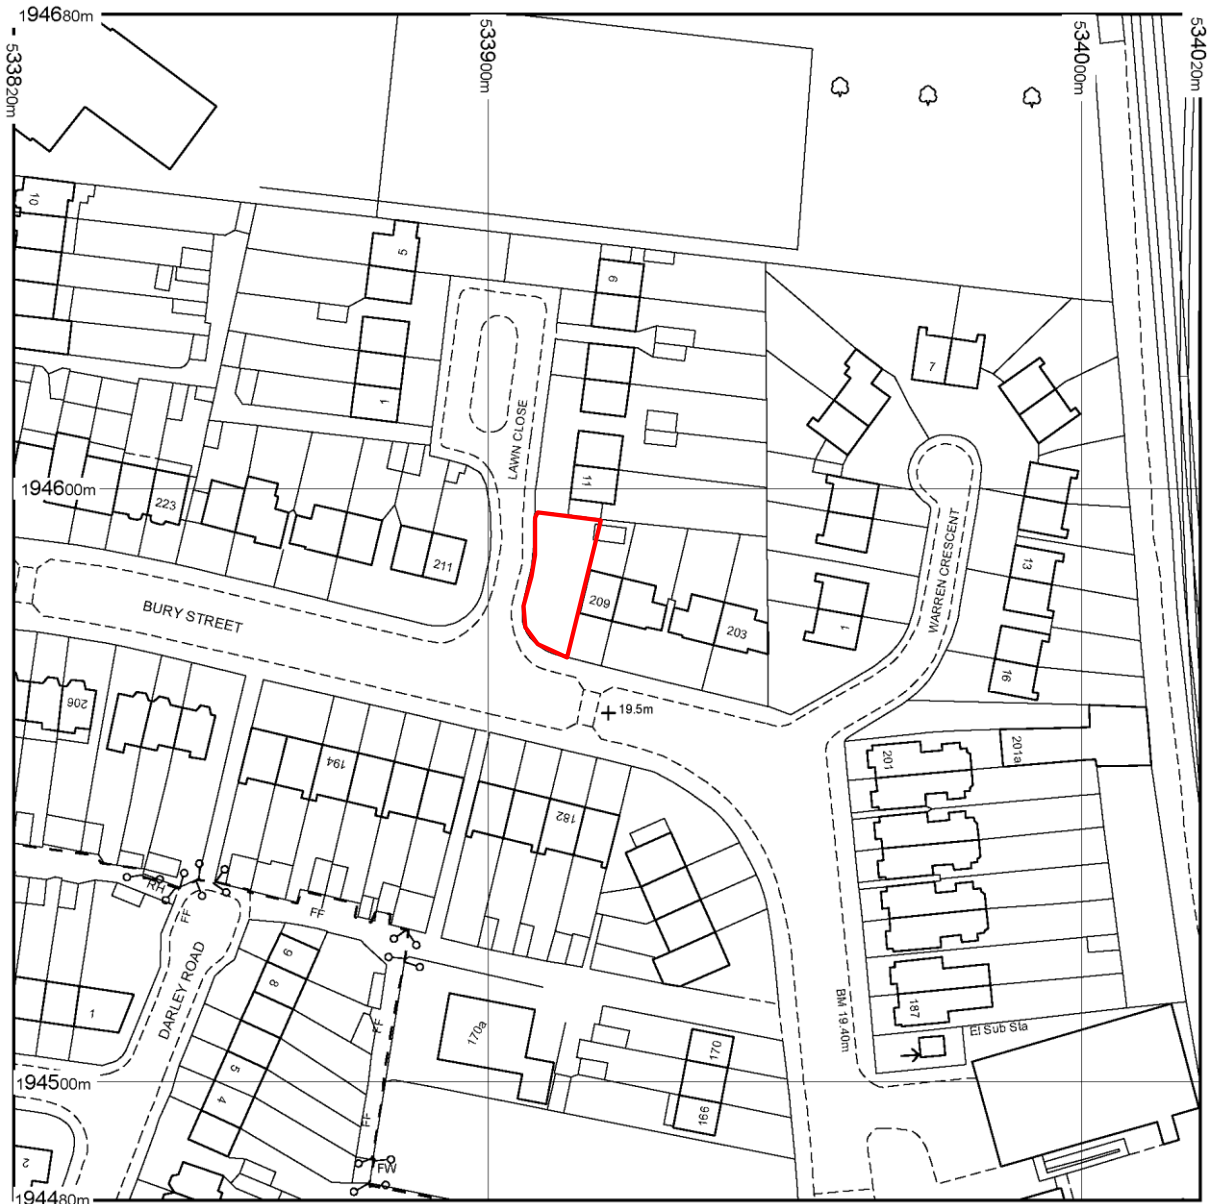 194680m
533820m
533900m
534000m
534020m
10
5
9
7
1
LAWN CLOSE
11
223
194600m
211
BURY STREET
209
203
1
WARREN CRESCENT
13
16
19.5m
206
194
182
201
201a
RH
FF
FF
DARLEY ROAD
9
8
5
4
1
FF
FF
170a
170
166
187
BM 19.40m
El Sub Sta
194500m
2
FW
194480m